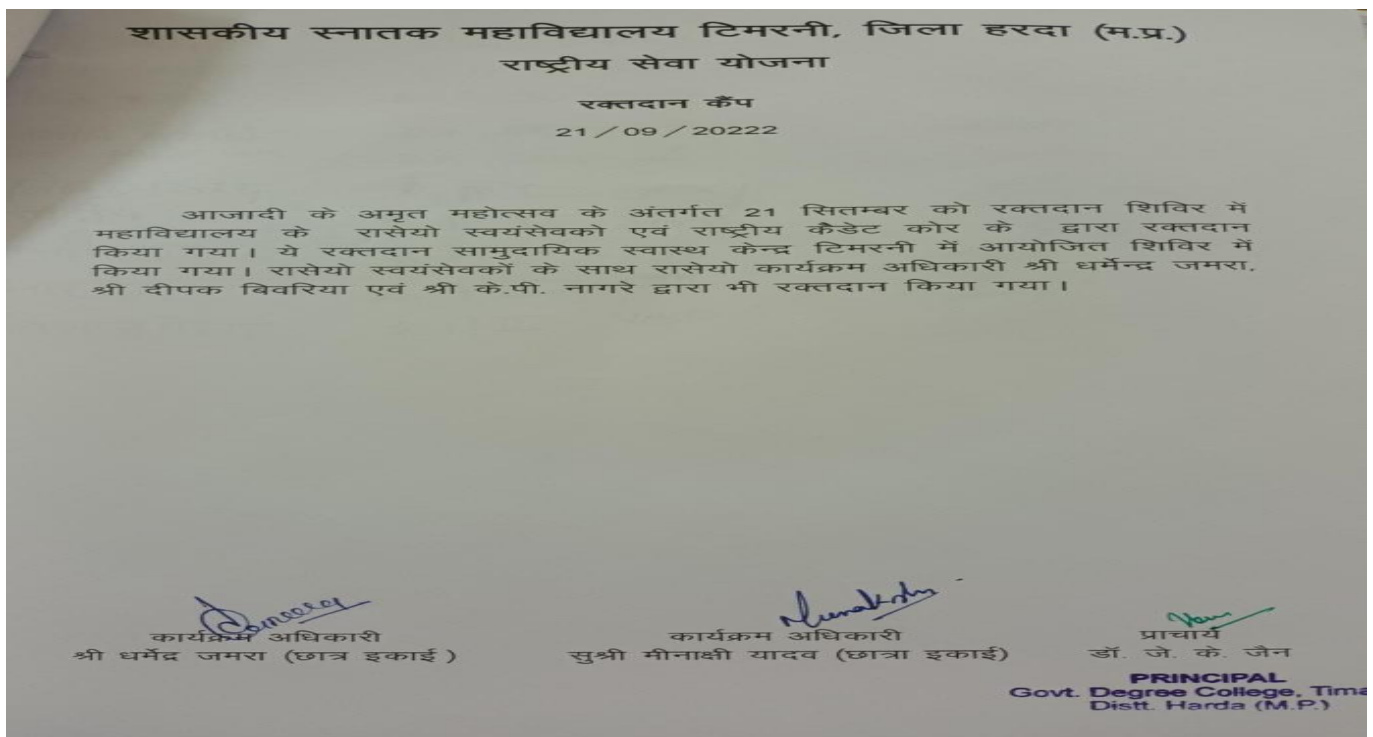 शासकीय स्नातक महाविद्यालय टिमरनी, जिला हरदा (म.प्र.)
राष्ट्रीय सेवा योजना
रक्तदान कैंप
21/09/20222
आजादी के अमृत महोत्सव के अंतर्गत 21 सितम्बर को रक्तदान शिविर में
महाविद्यालय के रासेयो स्वयंसेवको एवं राष्ट्रीय कैडेट कोर के द्वारा रक्तदान
किया गया। ये रक्तदान सामुदायिक स्वास्थ केन्द्र टिमरनी में आयोजित शिविर में
किया गया। रासेयो स्वयंसेवकों के साथ रासेयो कार्यक्रम अधिकारी श्री धर्मेन्द्र जमरा,
श्री दीपक बिवरिया एवं श्री के.पी. नागरे द्वारा भी रक्तदान किया गया।
कार्यक्रम अधिकारी
श्री धर्मेद्र जमरा (छात्र इकाई )
कार्यक्रम अधिकारी
सुश्री मीनाक्षी यादव (छात्रा इकाई)
प्राचार्य
डॉ. जे. के. जैन
PRINCIPAL
Govt. Degree College, Tima
Distt. Harda (M.P.)